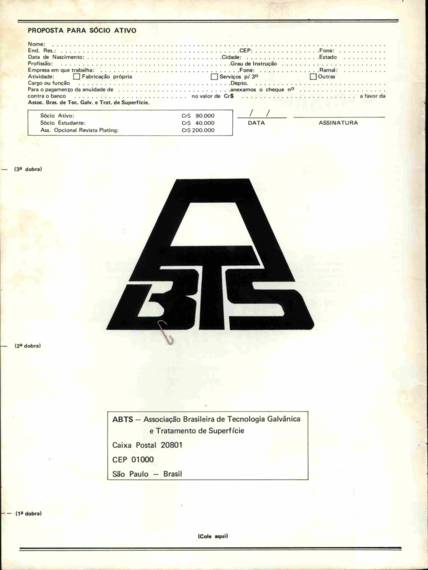 PROPOSTA PARA SÓCIO ATIVO
Nome:
End. Res.: CEP: Fone:
Data de Nascimento: Cidade: Estado
Profissão: Grau de Instrução
Empresa em que trabalha: Fone: Ramal:
Atividade: Fabricação própria Serviços p/ 3º Outras
Cargo ou função Depto.
Para o pagamento da anuidade de anexamos o cheque nº
contra o banco no valor de Cr$ a favor da
Assoc. Bras. de Tec. Galv. e Trat. de Superfície.
Sócio Ativo: Cr$ 80.000
Sócio Estudante: Cr$ 40.000
Ass. Opcional Revista Plating: Cr$ 200.000
/ /
DATA ASSINATURA
(3ª dobra)
ABTS
(2ª dobra)
ABTS — Associação Brasileira de Tecnologia Galvânica
e Tratamento de Superfície
Caixa Postal 20801
CEP 01000
São Paulo — Brasil
(1ª dobra)
(Cole aqui)